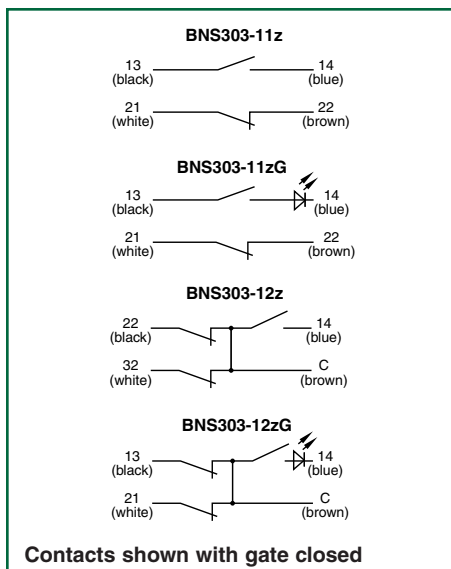 BNS303-11z
13 14
(black) (blue)
21 22
(white) (brown)
BNS303-11zG
13 14
(black) (blue)
21 22
(white) (brown)
BNS303-12z
22 14
(black) (blue)
32 C
(white) (brown)
BNS303-12zG
13 14
(black) (blue)
21 C
(white) (brown)
Contacts shown with gate closed